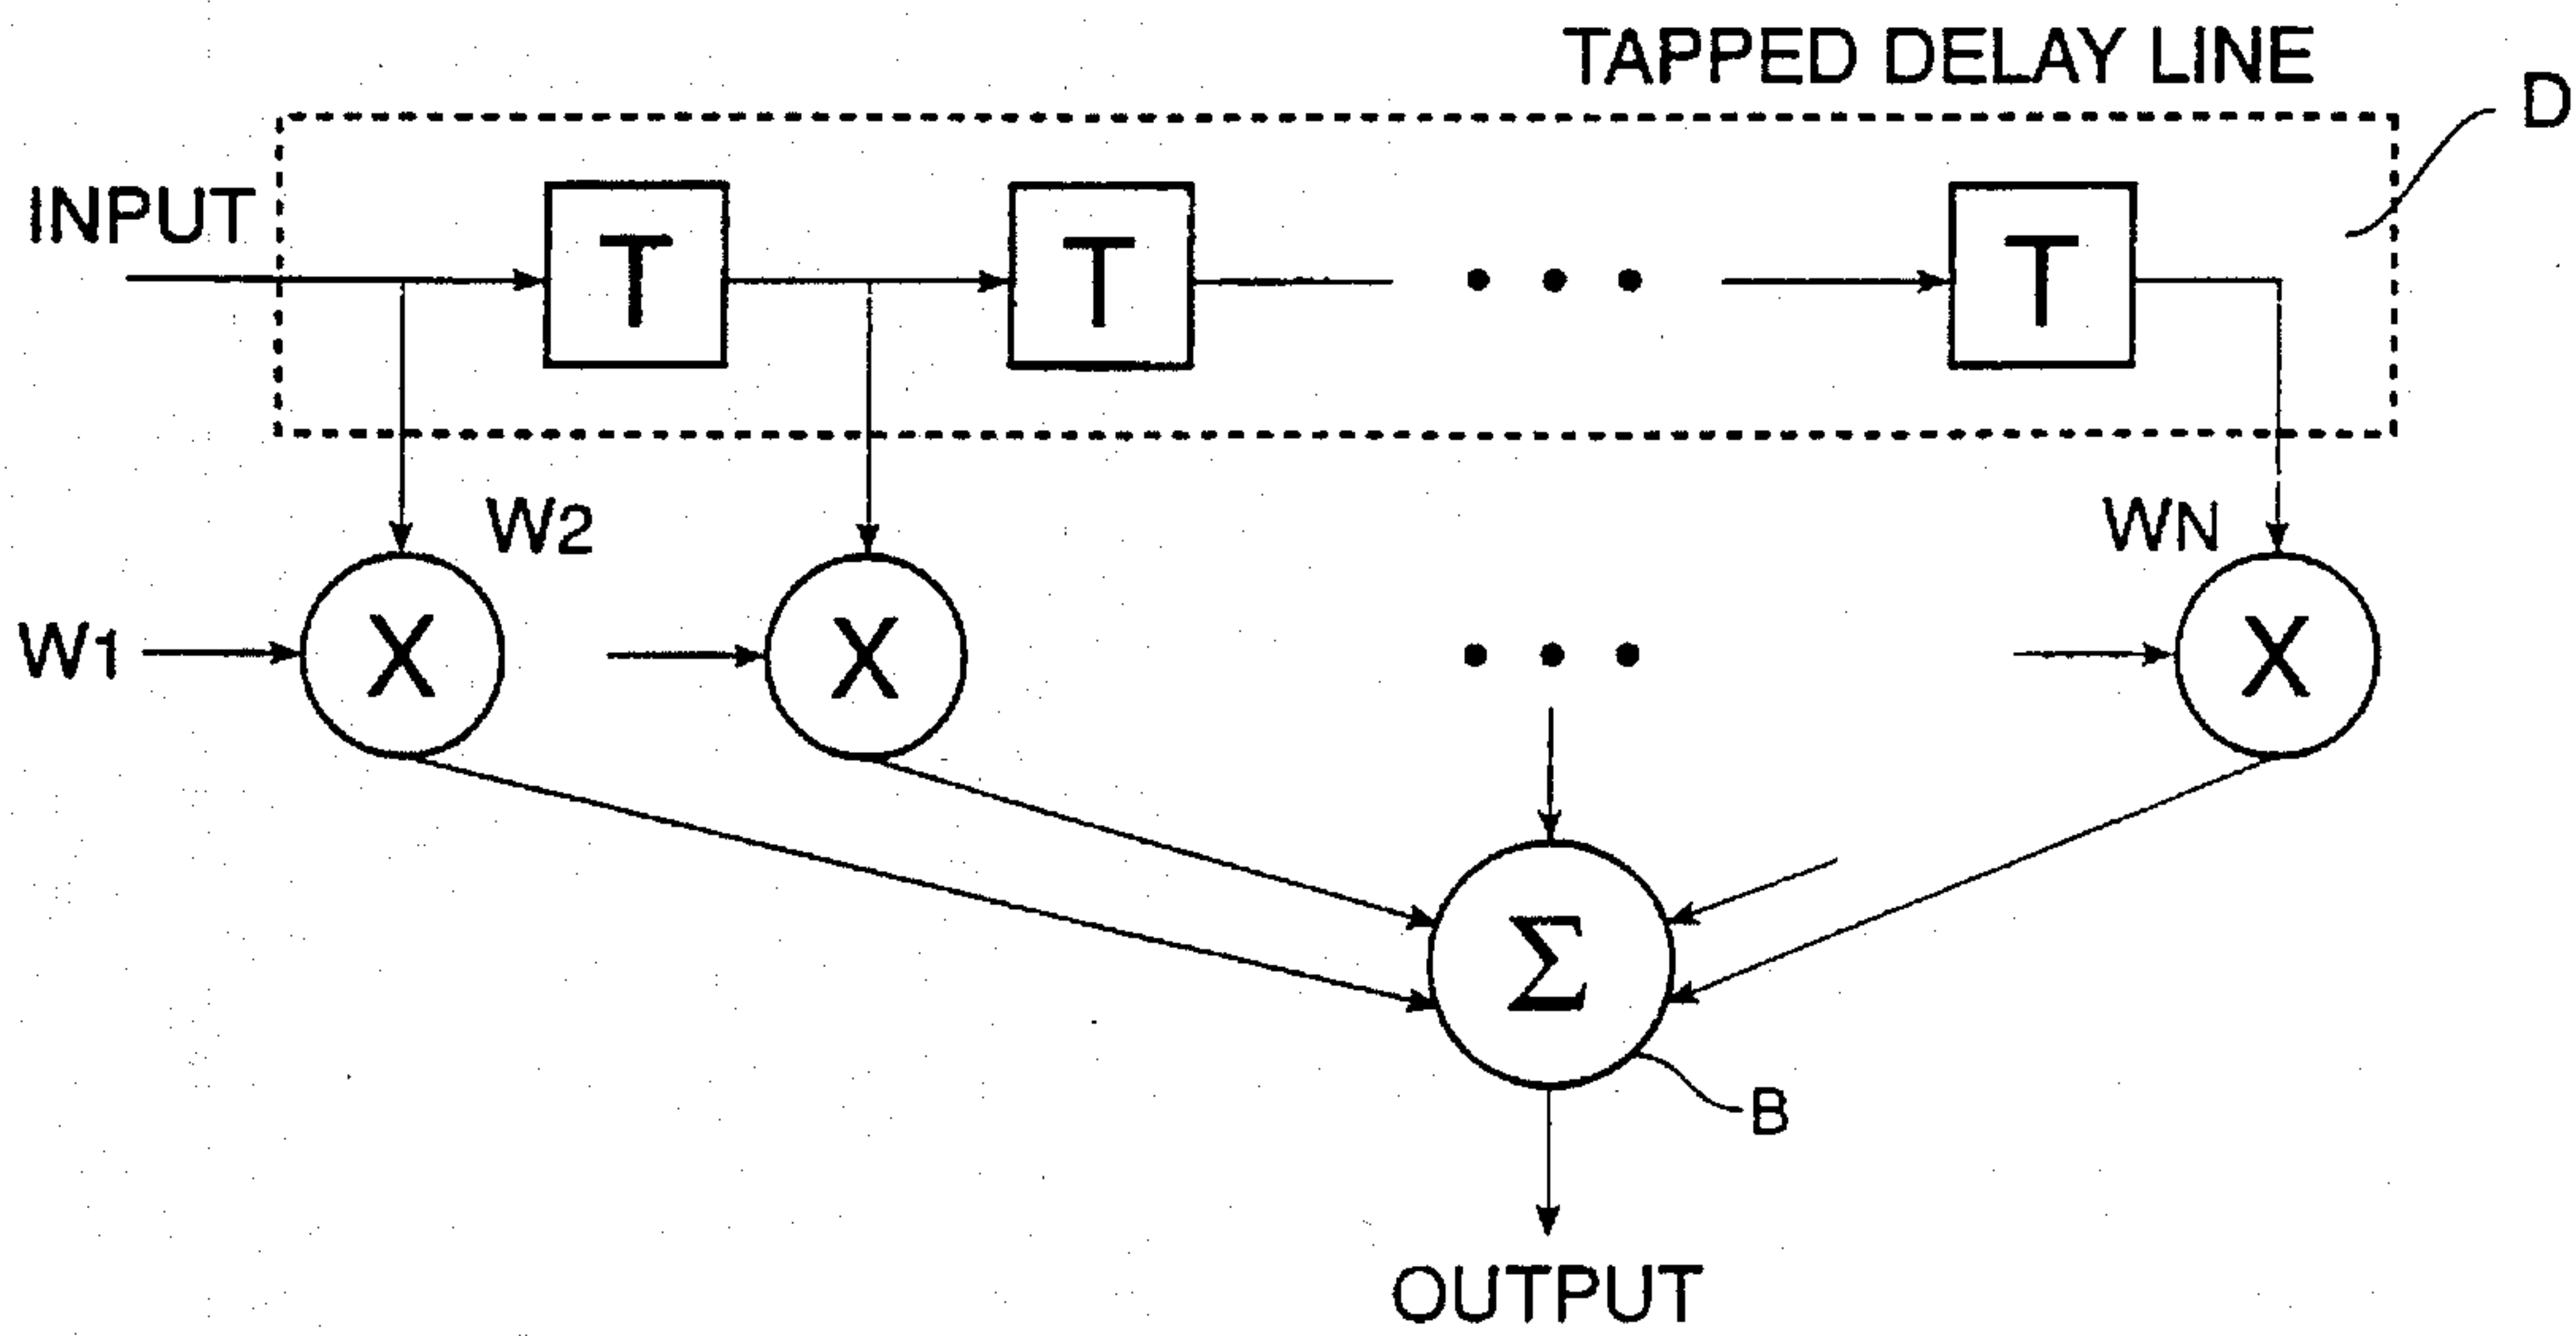 TAPPED DELAY LINE
D
INPUT
T T • • • T
W2 WN
W1 X X • • • X
Σ
B
OUTPUT